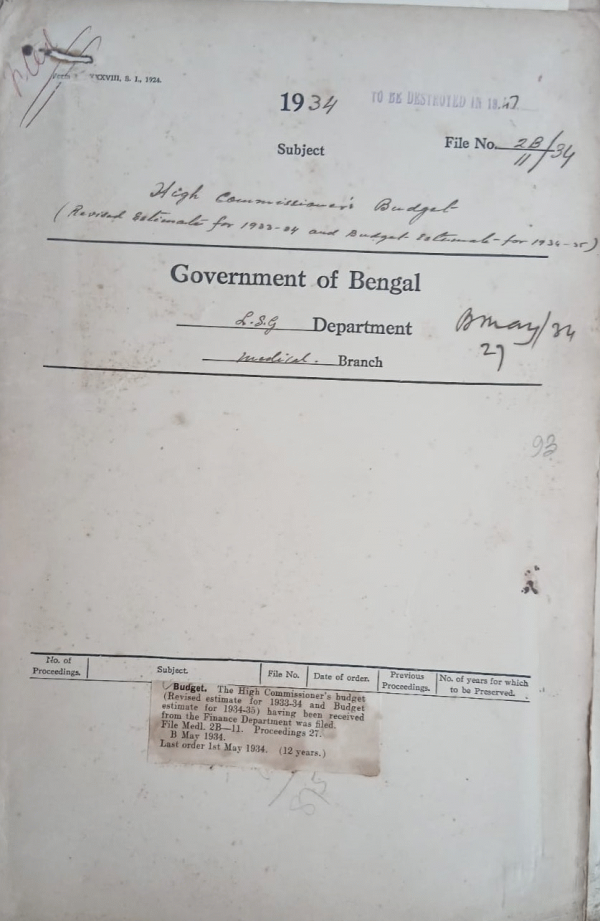 XXVIII, S. I., 1924.
1934
TO BE DESTROYED IN 1947
Subject
File No. 2B/11/34
High Commissioner's Budget
(Revised Estimate for 1933-34 and Budget Estimate for 1934-35)
Government of Bengal
L.S.G Department
B May/34
27
Medical. Branch
93
No. of Proceedings.
Subject.
File No.
Date of order.
Previous Proceedings.
No. of years for which to be Preserved.
Budget. The High Commissioner's budget
(Revised estimate for 1933-34 and Budget
estimate for 1934-35) having been received
from the Finance Department was filed.
File Medl. 2B—11. Proceedings 27.
B May 1934.
Last order 1st May 1934. (12 years.)